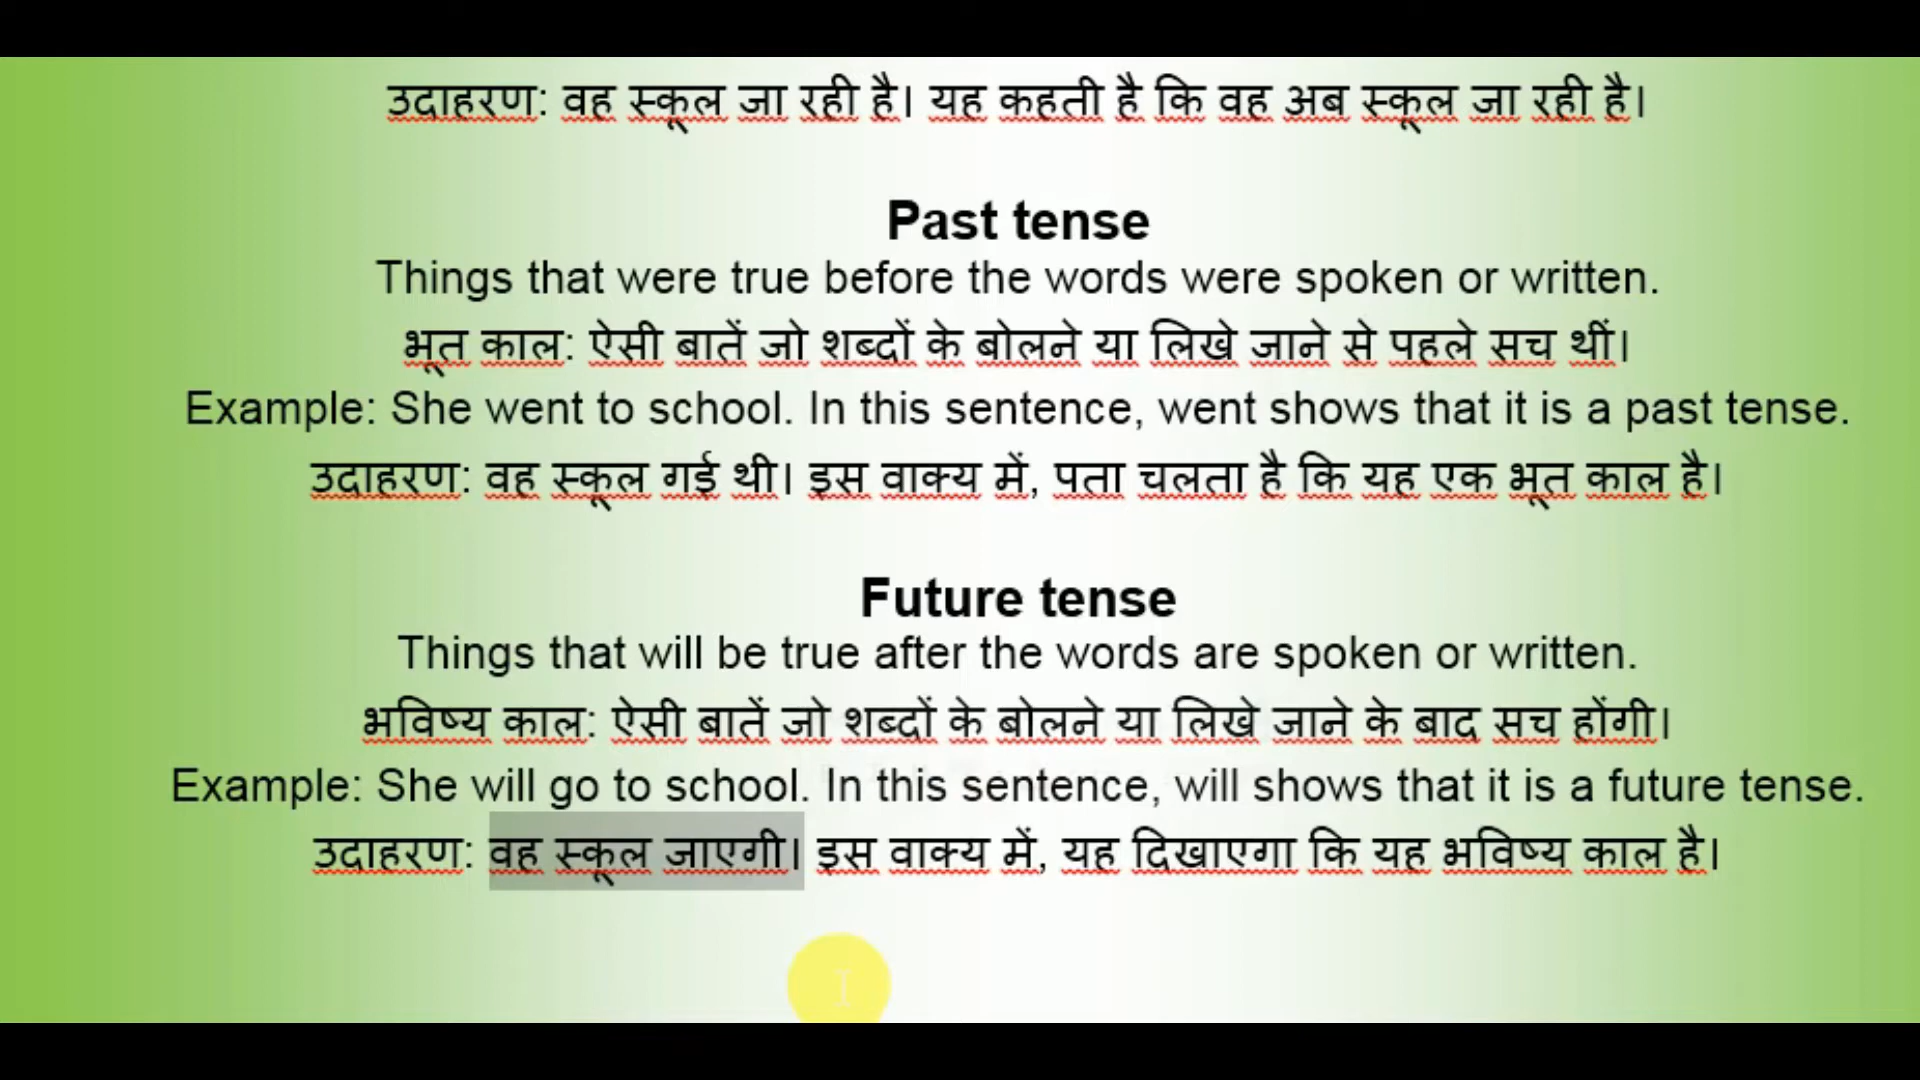 उदाहरण: वह स्कूल जा रही है। यह कहती है कि वह अब स्कूल जा रही है।
Past tense
Things that were true before the words were spoken or written.
भूत काल: ऐसी बातें जो शब्दों के बोलने या लिखे जाने से पहले सच थीं।
Example: She went to school. In this sentence, went shows that it is a past tense.
उदाहरण: वह स्कूल गई थी। इस वाक्य में, पता चलता है कि यह एक भूत काल है।
Future tense
Things that will be true after the words are spoken or written.
भविष्य काल: ऐसी बातें जो शब्दों के बोलने या लिखे जाने के बाद सच होंगी।
Example: She will go to school. In this sentence, will shows that it is a future tense.
उदाहरण: वह स्कूल जाएगी। इस वाक्य में, यह दिखाएगा कि यह भविष्य काल है।